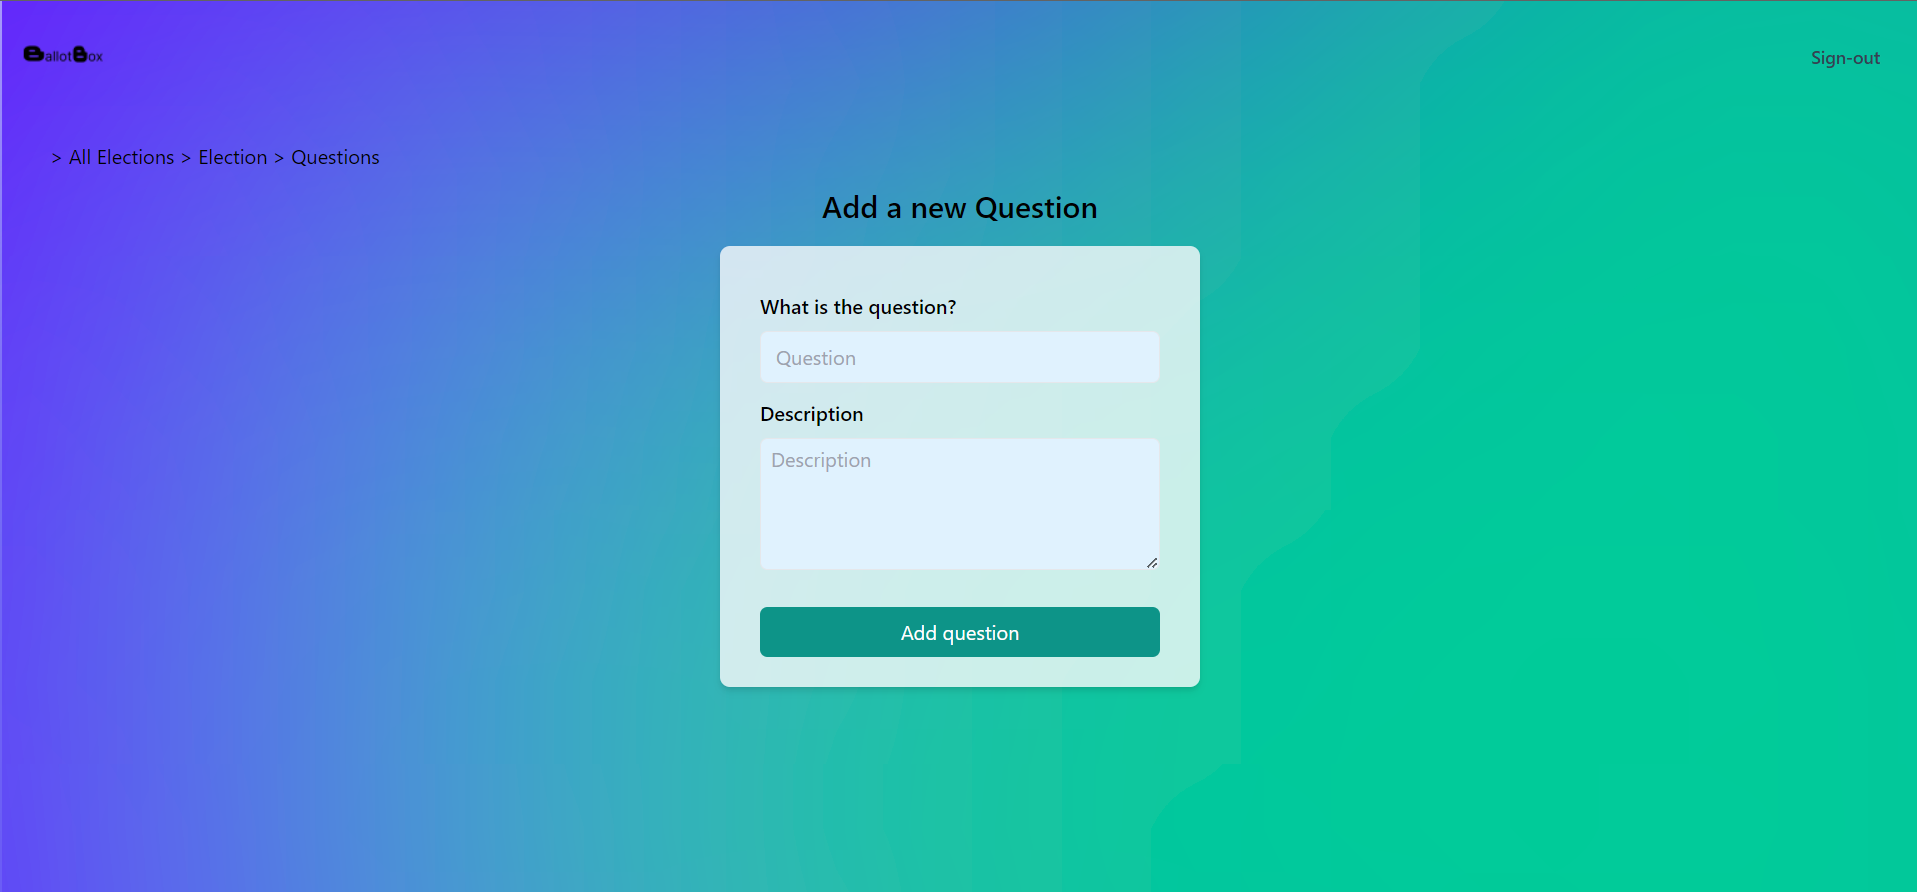 BallotBox
Sign-out
> All Elections > Election > Questions
Add a new Question
What is the question?
Question
Description
Description
Add question